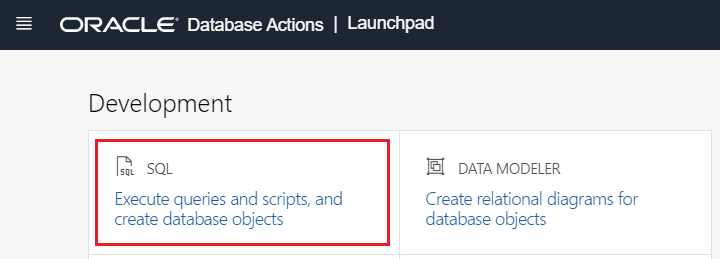 ORACLE Database Actions | Launchpad
Development
SQL
Execute queries and scripts, and
create database objects
DATA MODELER
Create relational diagrams for
database objects